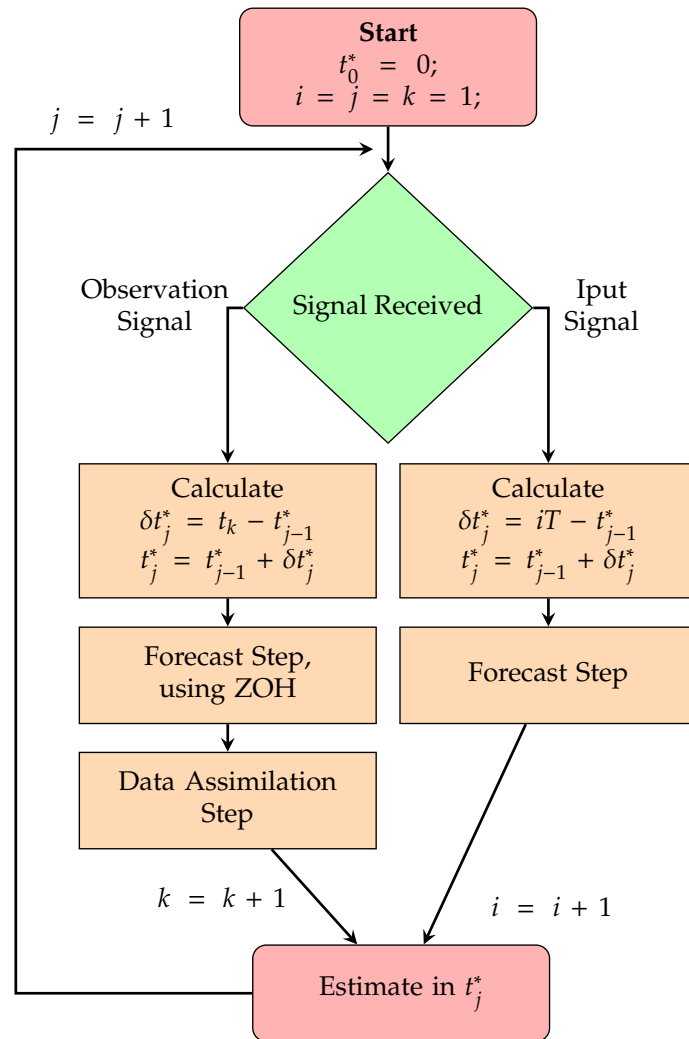 Start
t*_0 = 0;
i = j = k = 1;
j = j + 1
Signal Received
Observation
Signal
Iput
Signal
Calculate
δt*_j = t_k − t*_{j−1}
t*_j = t*_{j−1} + δt*_j
Calculate
δt*_j = iT − t*_{j−1}
t*_j = t*_{j−1} + δt*_j
Forecast Step,
using ZOH
Forecast Step
Data Assimilation
Step
k = k + 1
i = i + 1
Estimate in t*_j